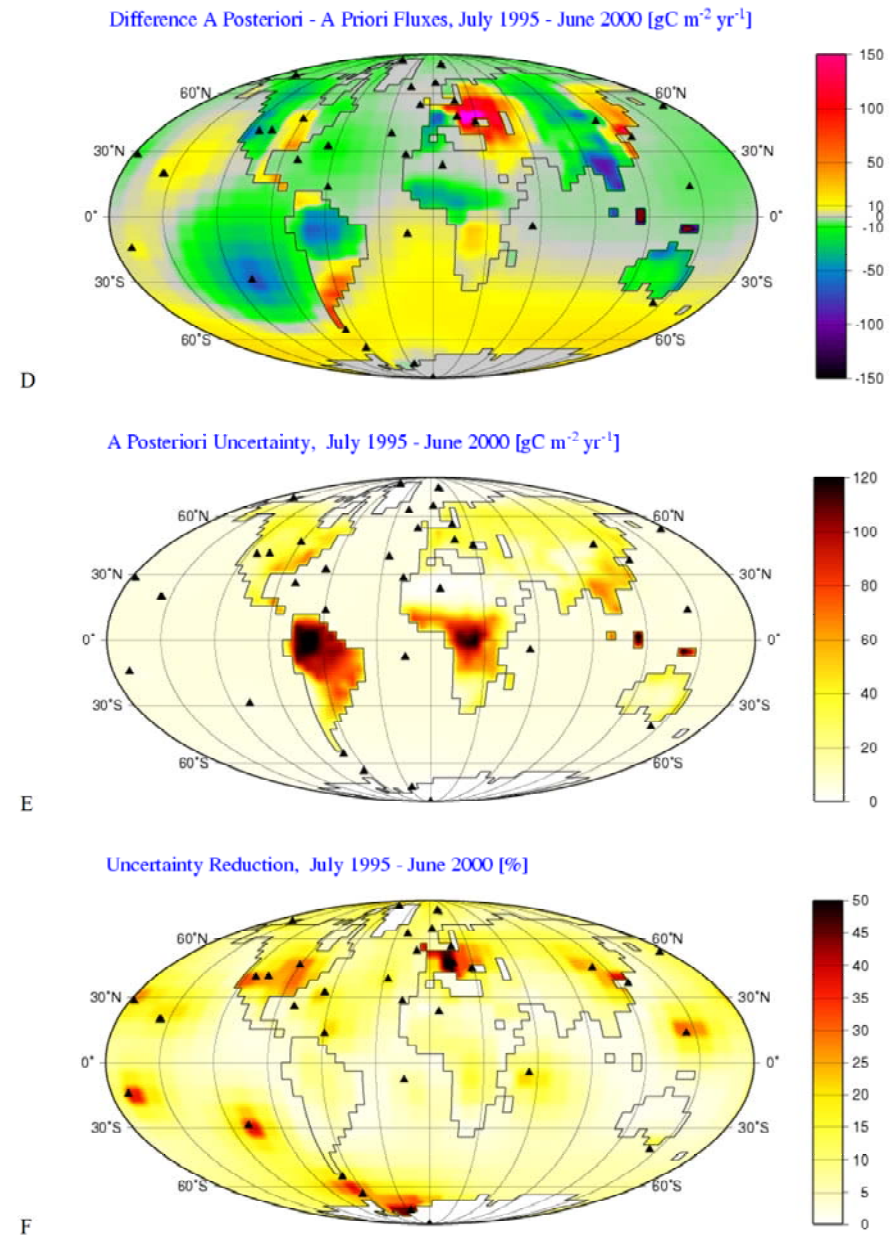 Difference A Posteriori - A Priori Fluxes, July 1995 - June 2000 [gC m-2 yr-1]
150
100
50
10
0
-10
-50
-100
-150
60°N
60°N
30°N
30°N
0°
0°
30°S
30°S
60°S
60°S
D
A Posteriori Uncertainty, July 1995 - June 2000 [gC m-2 yr-1]
120
100
80
60
40
20
0
60°N
60°N
30°N
30°N
0°
0°
30°S
30°S
60°S
60°S
E
Uncertainty Reduction, July 1995 - June 2000 [%]
50
45
40
35
30
25
20
15
10
5
0
60°N
60°N
30°N
30°N
0°
0°
30°S
30°S
60°S
60°S
F